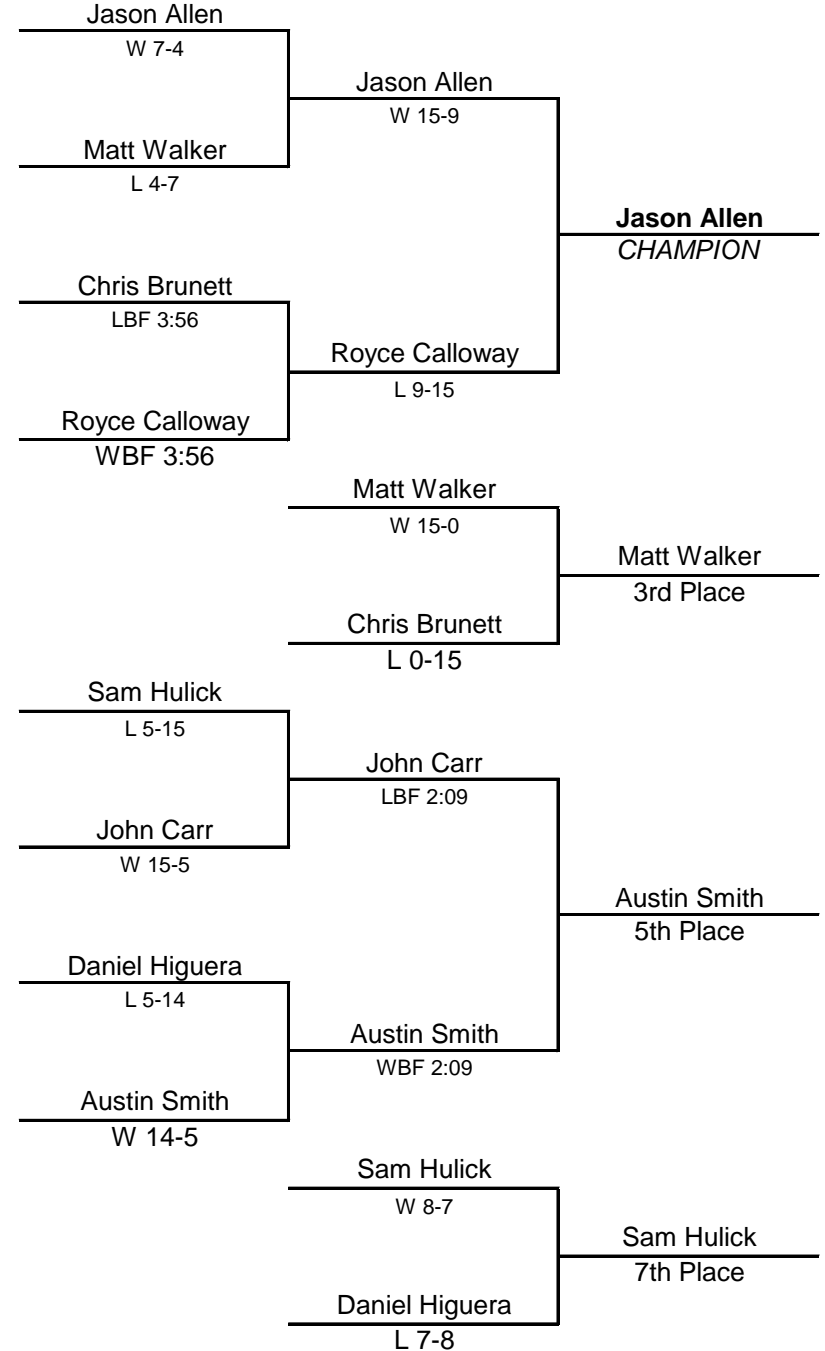 Jason Allen
W 7-4
Jason Allen
W 15-9
Matt Walker
L 4-7
Jason Allen
CHAMPION
Chris Brunett
LBF 3:56
Royce Calloway
L 9-15
Royce Calloway
WBF 3:56
Matt Walker
W 15-0
Matt Walker
3rd Place
Chris Brunett
L 0-15
Sam Hulick
L 5-15
John Carr
LBF 2:09
John Carr
W 15-5
Austin Smith
5th Place
Daniel Higuera
L 5-14
Austin Smith
WBF 2:09
Austin Smith
W 14-5
Sam Hulick
W 8-7
Sam Hulick
7th Place
Daniel Higuera
L 7-8